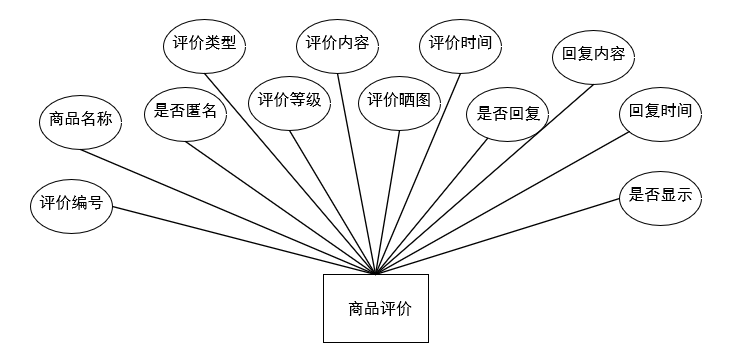 评价类型
评价内容
评价时间
回复内容
商品名称
是否匿名
评价等级
评价晒图
是否回复
回复时间
评价编号
是否显示
商品评价